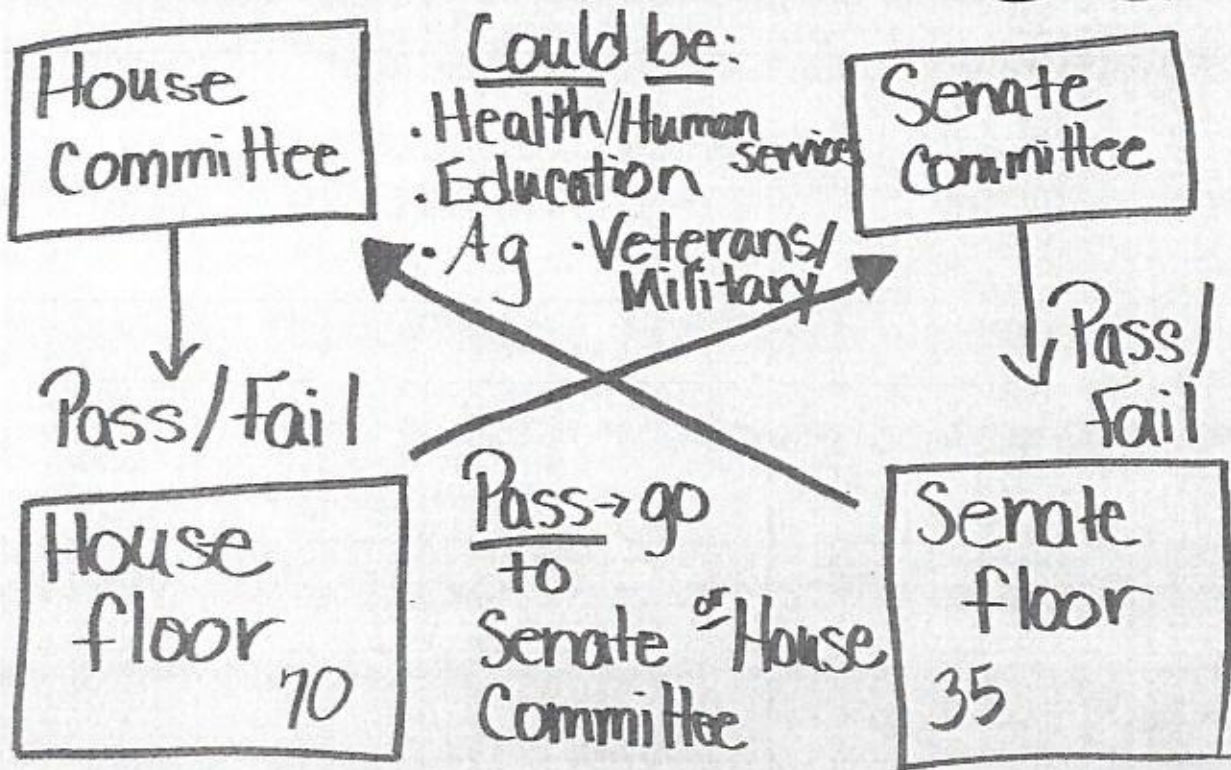 House
Committee
Could be:
· Health/Human services
· Education
· Ag · Veterans/
Military
Senate
Committee
Pass/Fail
Pass/
Fail
House
floor
70
Pass → go
to
Senate or House
Committee
Senate
floor
35